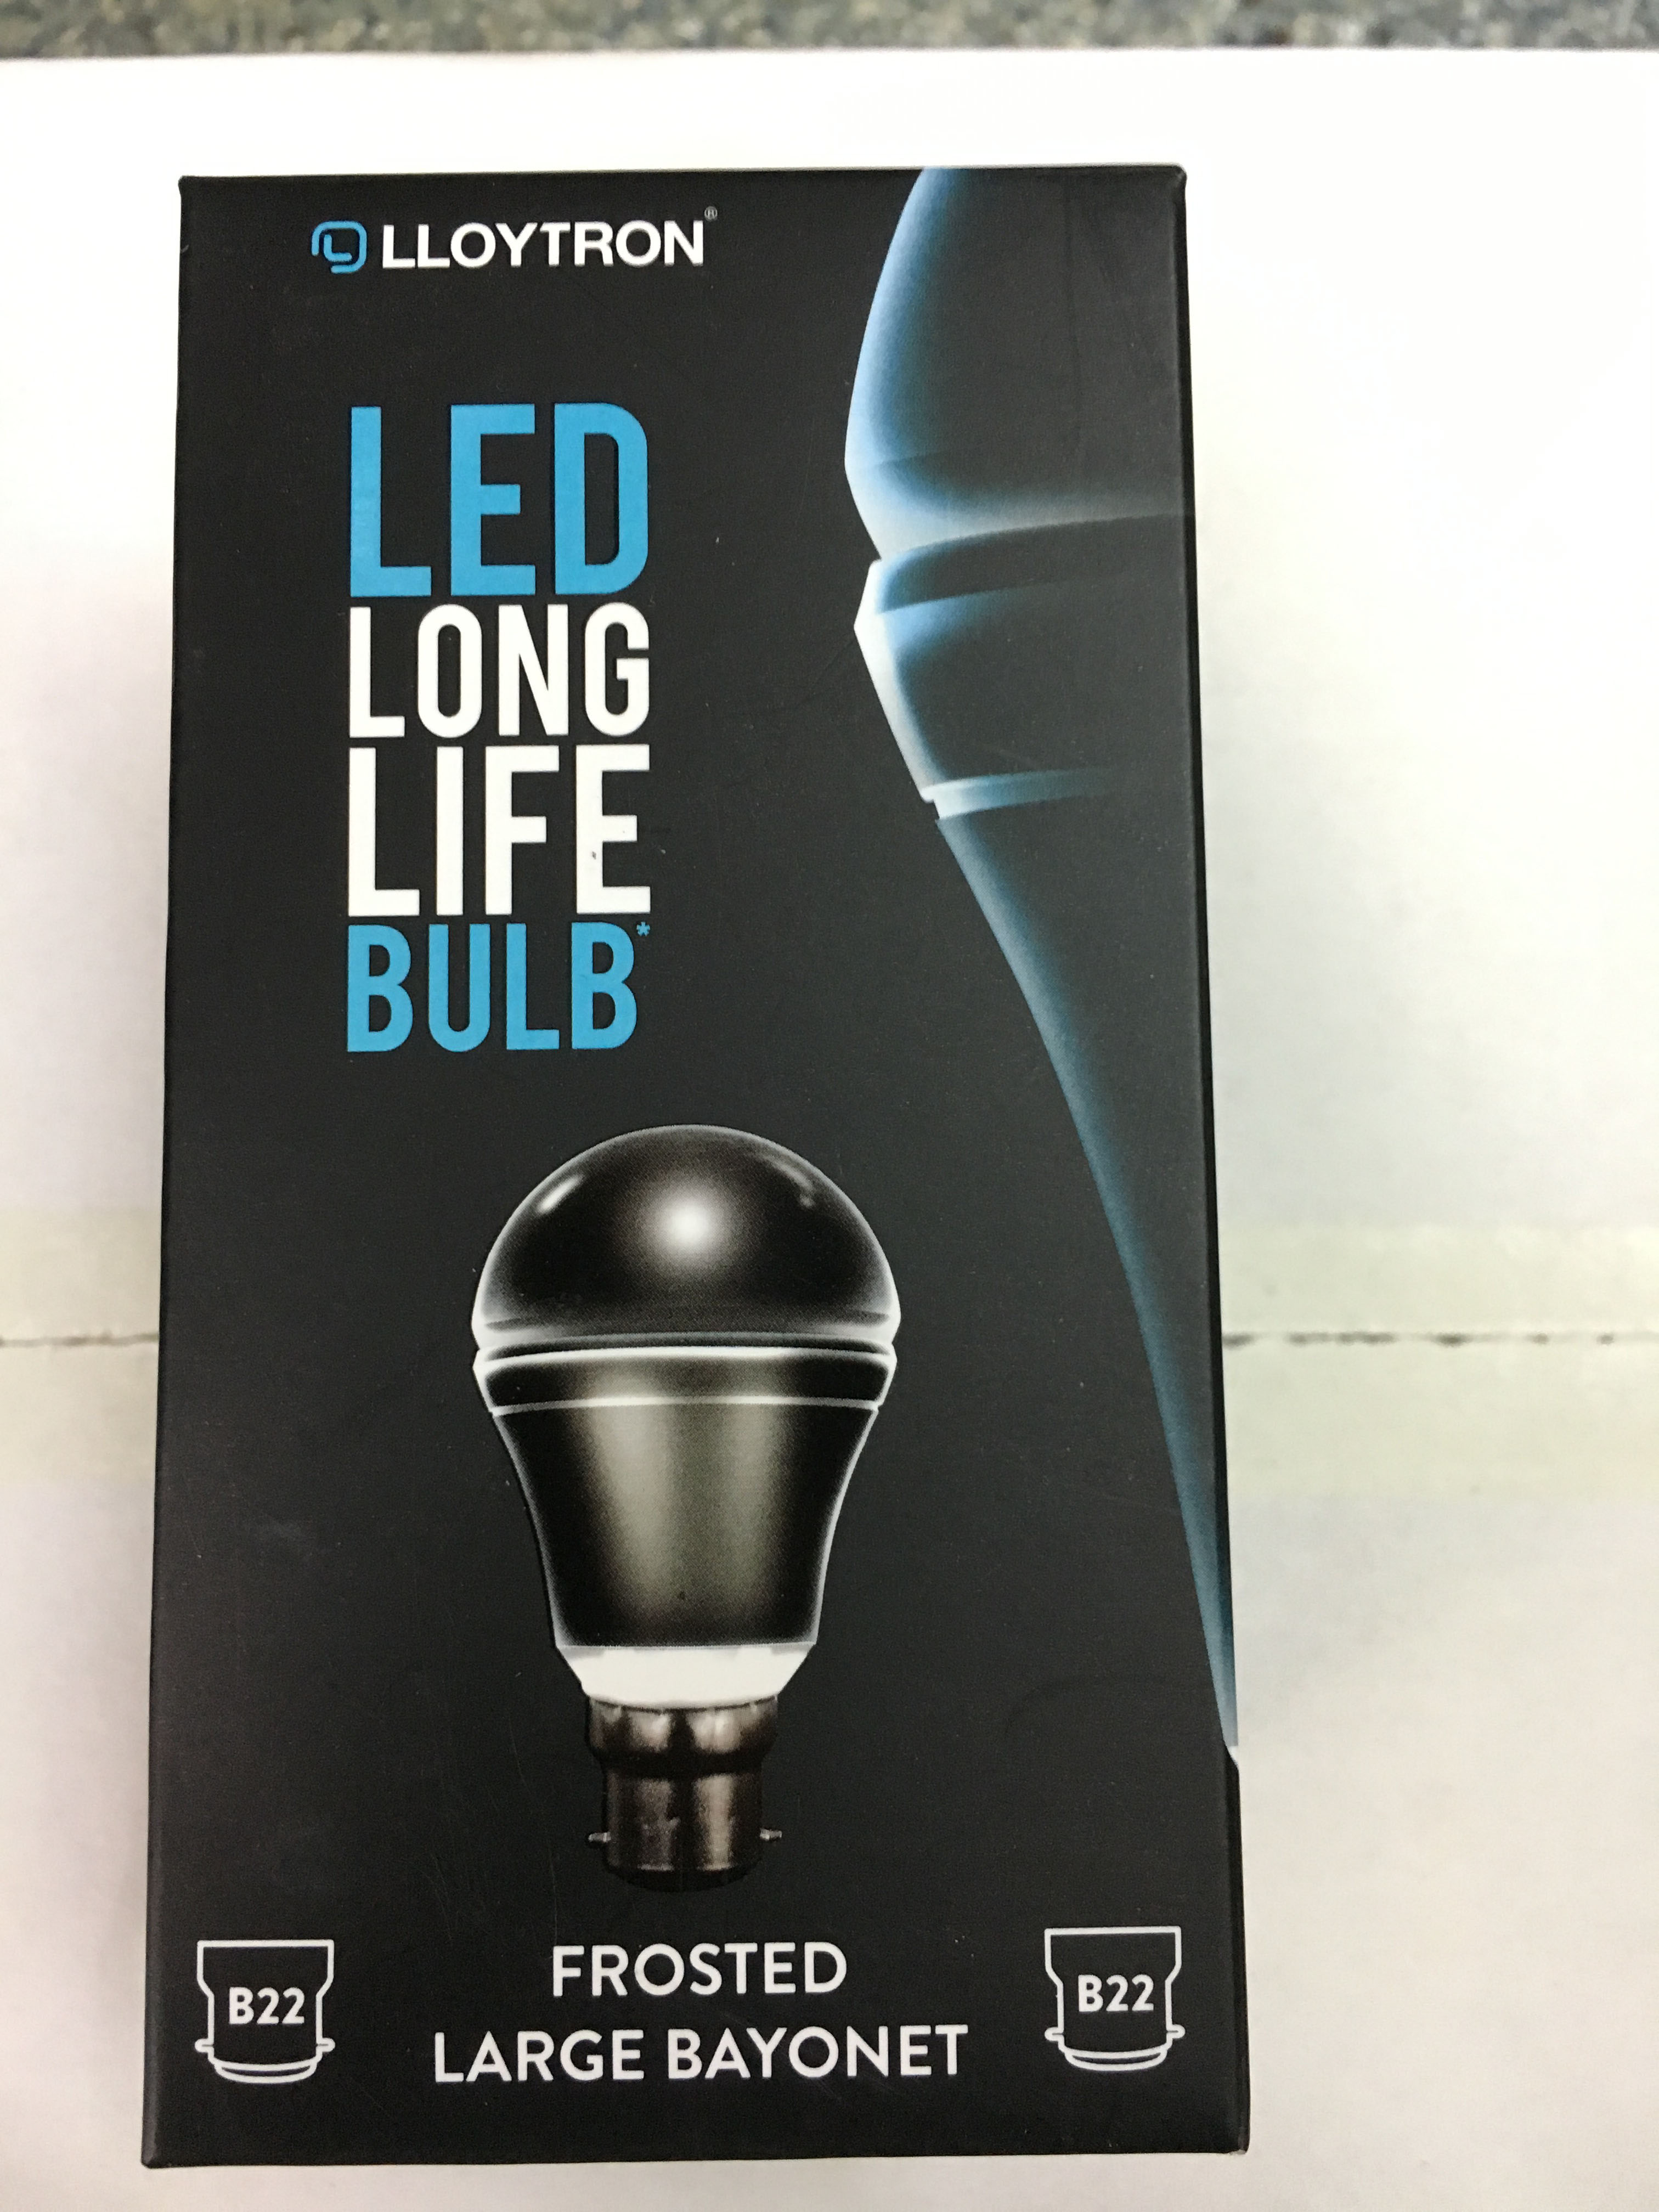 LLOYTRON®
LED
LONG
LIFE
BULB*
FROSTED
LARGE BAYONET
B22
B22